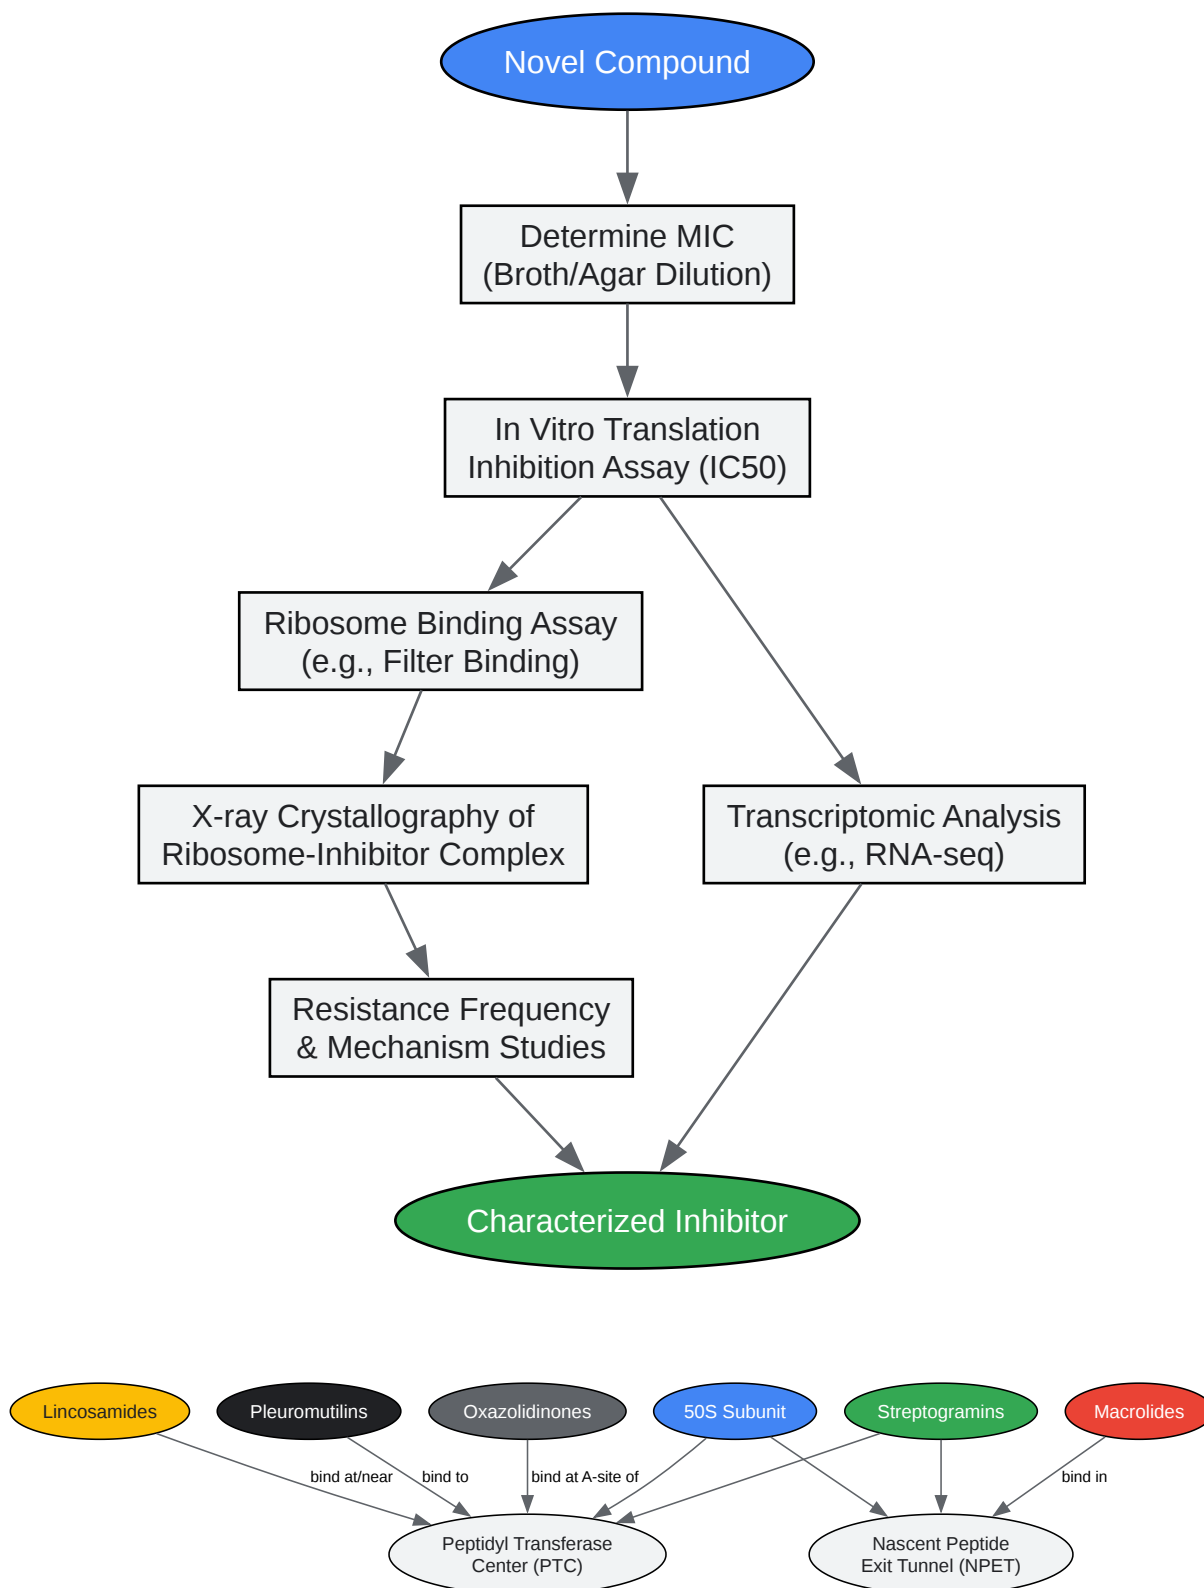 Novel Compound
Determine MIC
(Broth/Agar Dilution)
In Vitro Translation
Inhibition Assay (IC50)
Ribosome Binding Assay
(e.g., Filter Binding)
X-ray Crystallography of
Ribosome-Inhibitor Complex
Transcriptomic Analysis
(e.g., RNA-seq)
Resistance Frequency
& Mechanism Studies
Characterized Inhibitor
Lincosamides
Pleuromutilins
Oxazolidinones
50S Subunit
Streptogramins
Macrolides
bind at/near
bind to
bind at A-site of
bind in
Peptidyl Transferase
Center (PTC)
Nascent Peptide
Exit Tunnel (NPET)